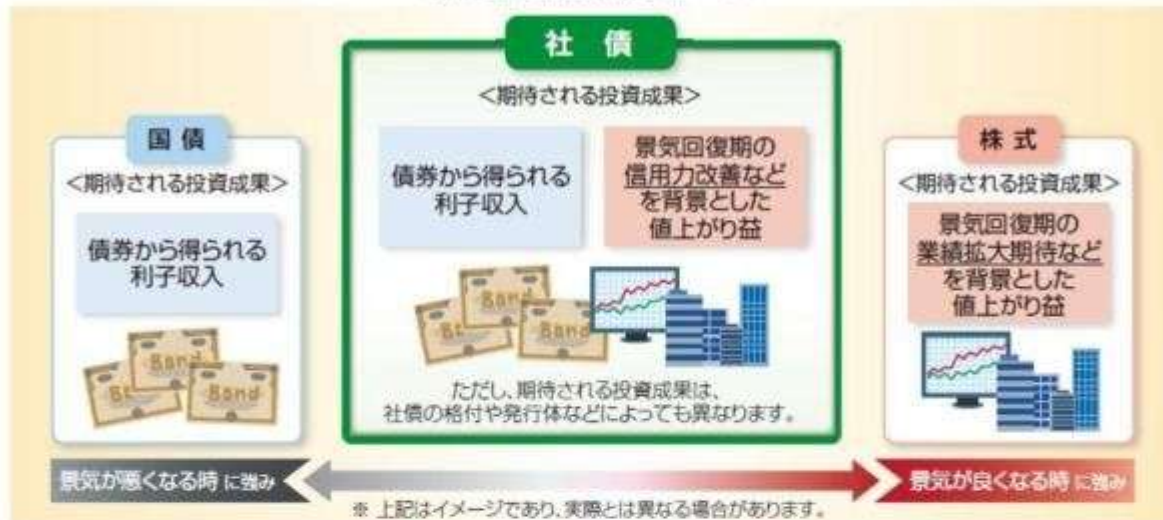 社 債
<期待される投資成果>
債券から得られる
利子収入
景気回復期の
信用力改善など
を背景とした
値上がり益
Bond
Bond
ただし、期待される投資成果は、
社債の格付や発行体などによっても異なります。
国 債
<期待される投資成果>
債券から得られる
利子収入
Bond
Bond
株 式
<期待される投資成果>
景気回復期の
業績拡大期待など
を背景とした
値上がり益
景気が悪くなる時 に強み
景気が良くなる時 に強み
※ 上記はイメージであり、実際とは異なる場合があります。